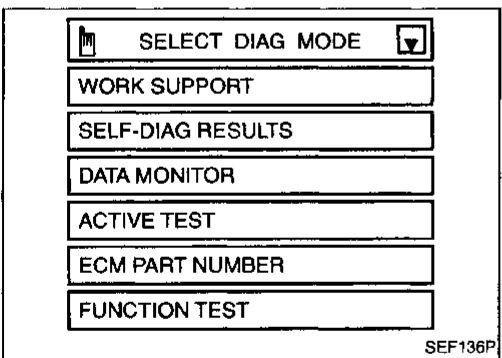 SELECT DIAG MODE
WORK SUPPORT
SELF-DIAG RESULTS
DATA MONITOR
ACTIVE TEST
ECM PART NUMBER
FUNCTION TEST
SEF136P